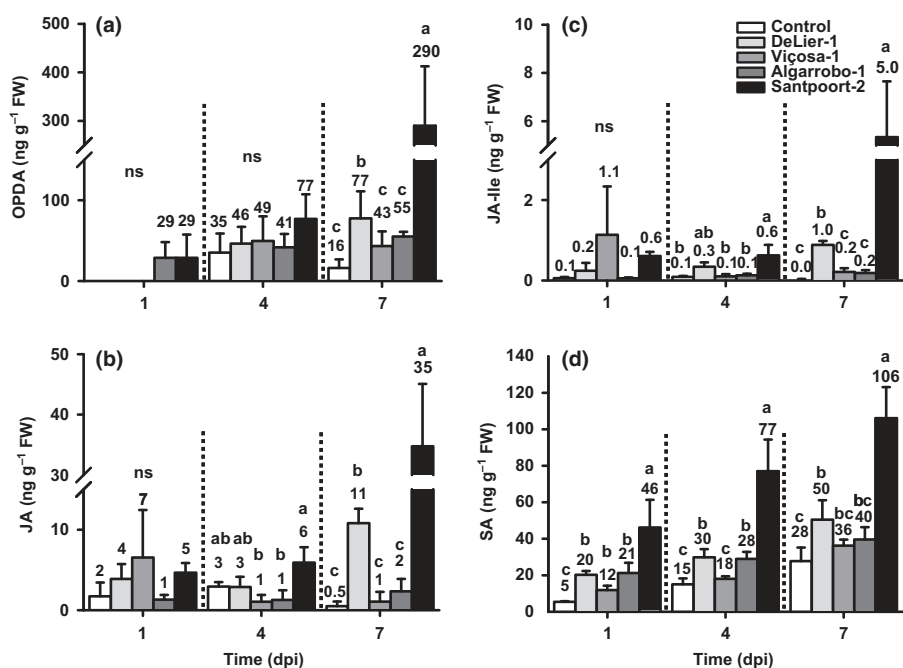 (a)
OPDA (ng g⁻¹ FW)
500
400
300
100
0
ns
29 29
ns
35 46 49 41 77
c b c c a
16 77 43 55 290
1 4 7
(c)
Control
DeLier-1
Viçosa-1
Algarrobo-1
Santpoort-2
JA-Ile (ng g⁻¹ FW)
10
8
6
4
2
0
ns
0.1 0.2 1.1 0.1 0.6
b ab b b a
0.1 0.3 0.1 0.1 0.6
c b c c a
0.0 1.0 0.2 0.2 5.0
1 4 7
(b)
JA (ng g⁻¹ FW)
50
40
30
10
0
ns
2 4 7 1 5
ab ab b b a
3 3 1 1 6
c b c c a
0.5 11 1 2 35
1 4 7
Time (dpi)
(d)
SA (ng g⁻¹ FW)
140
120
100
80
60
40
20
0
c b b b a
5 20 12 21 46
c b c b a
15 30 18 28 77
c b bc bc a
28 50 36 40 106
1 4 7
Time (dpi)